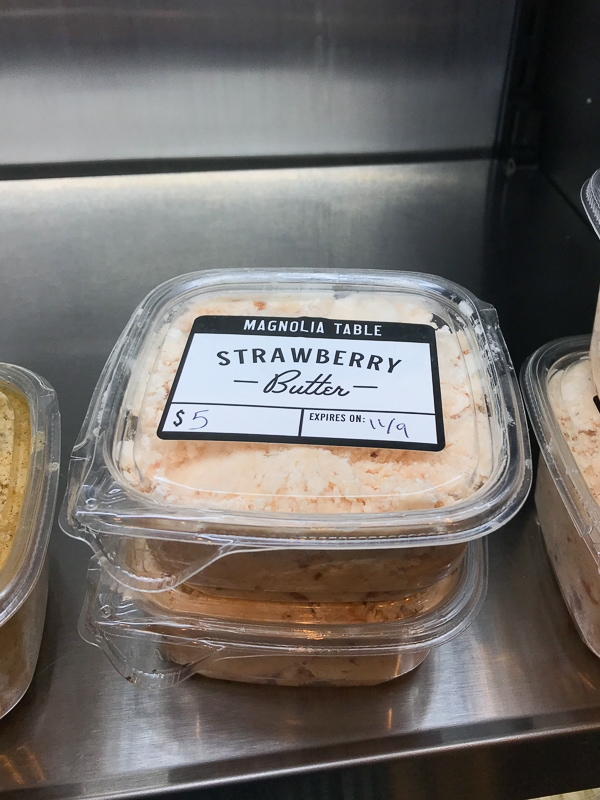 MAGNOLIA TABLE
STRAWBERRY
Butter
$ 5 EXPIRES ON: 11/9